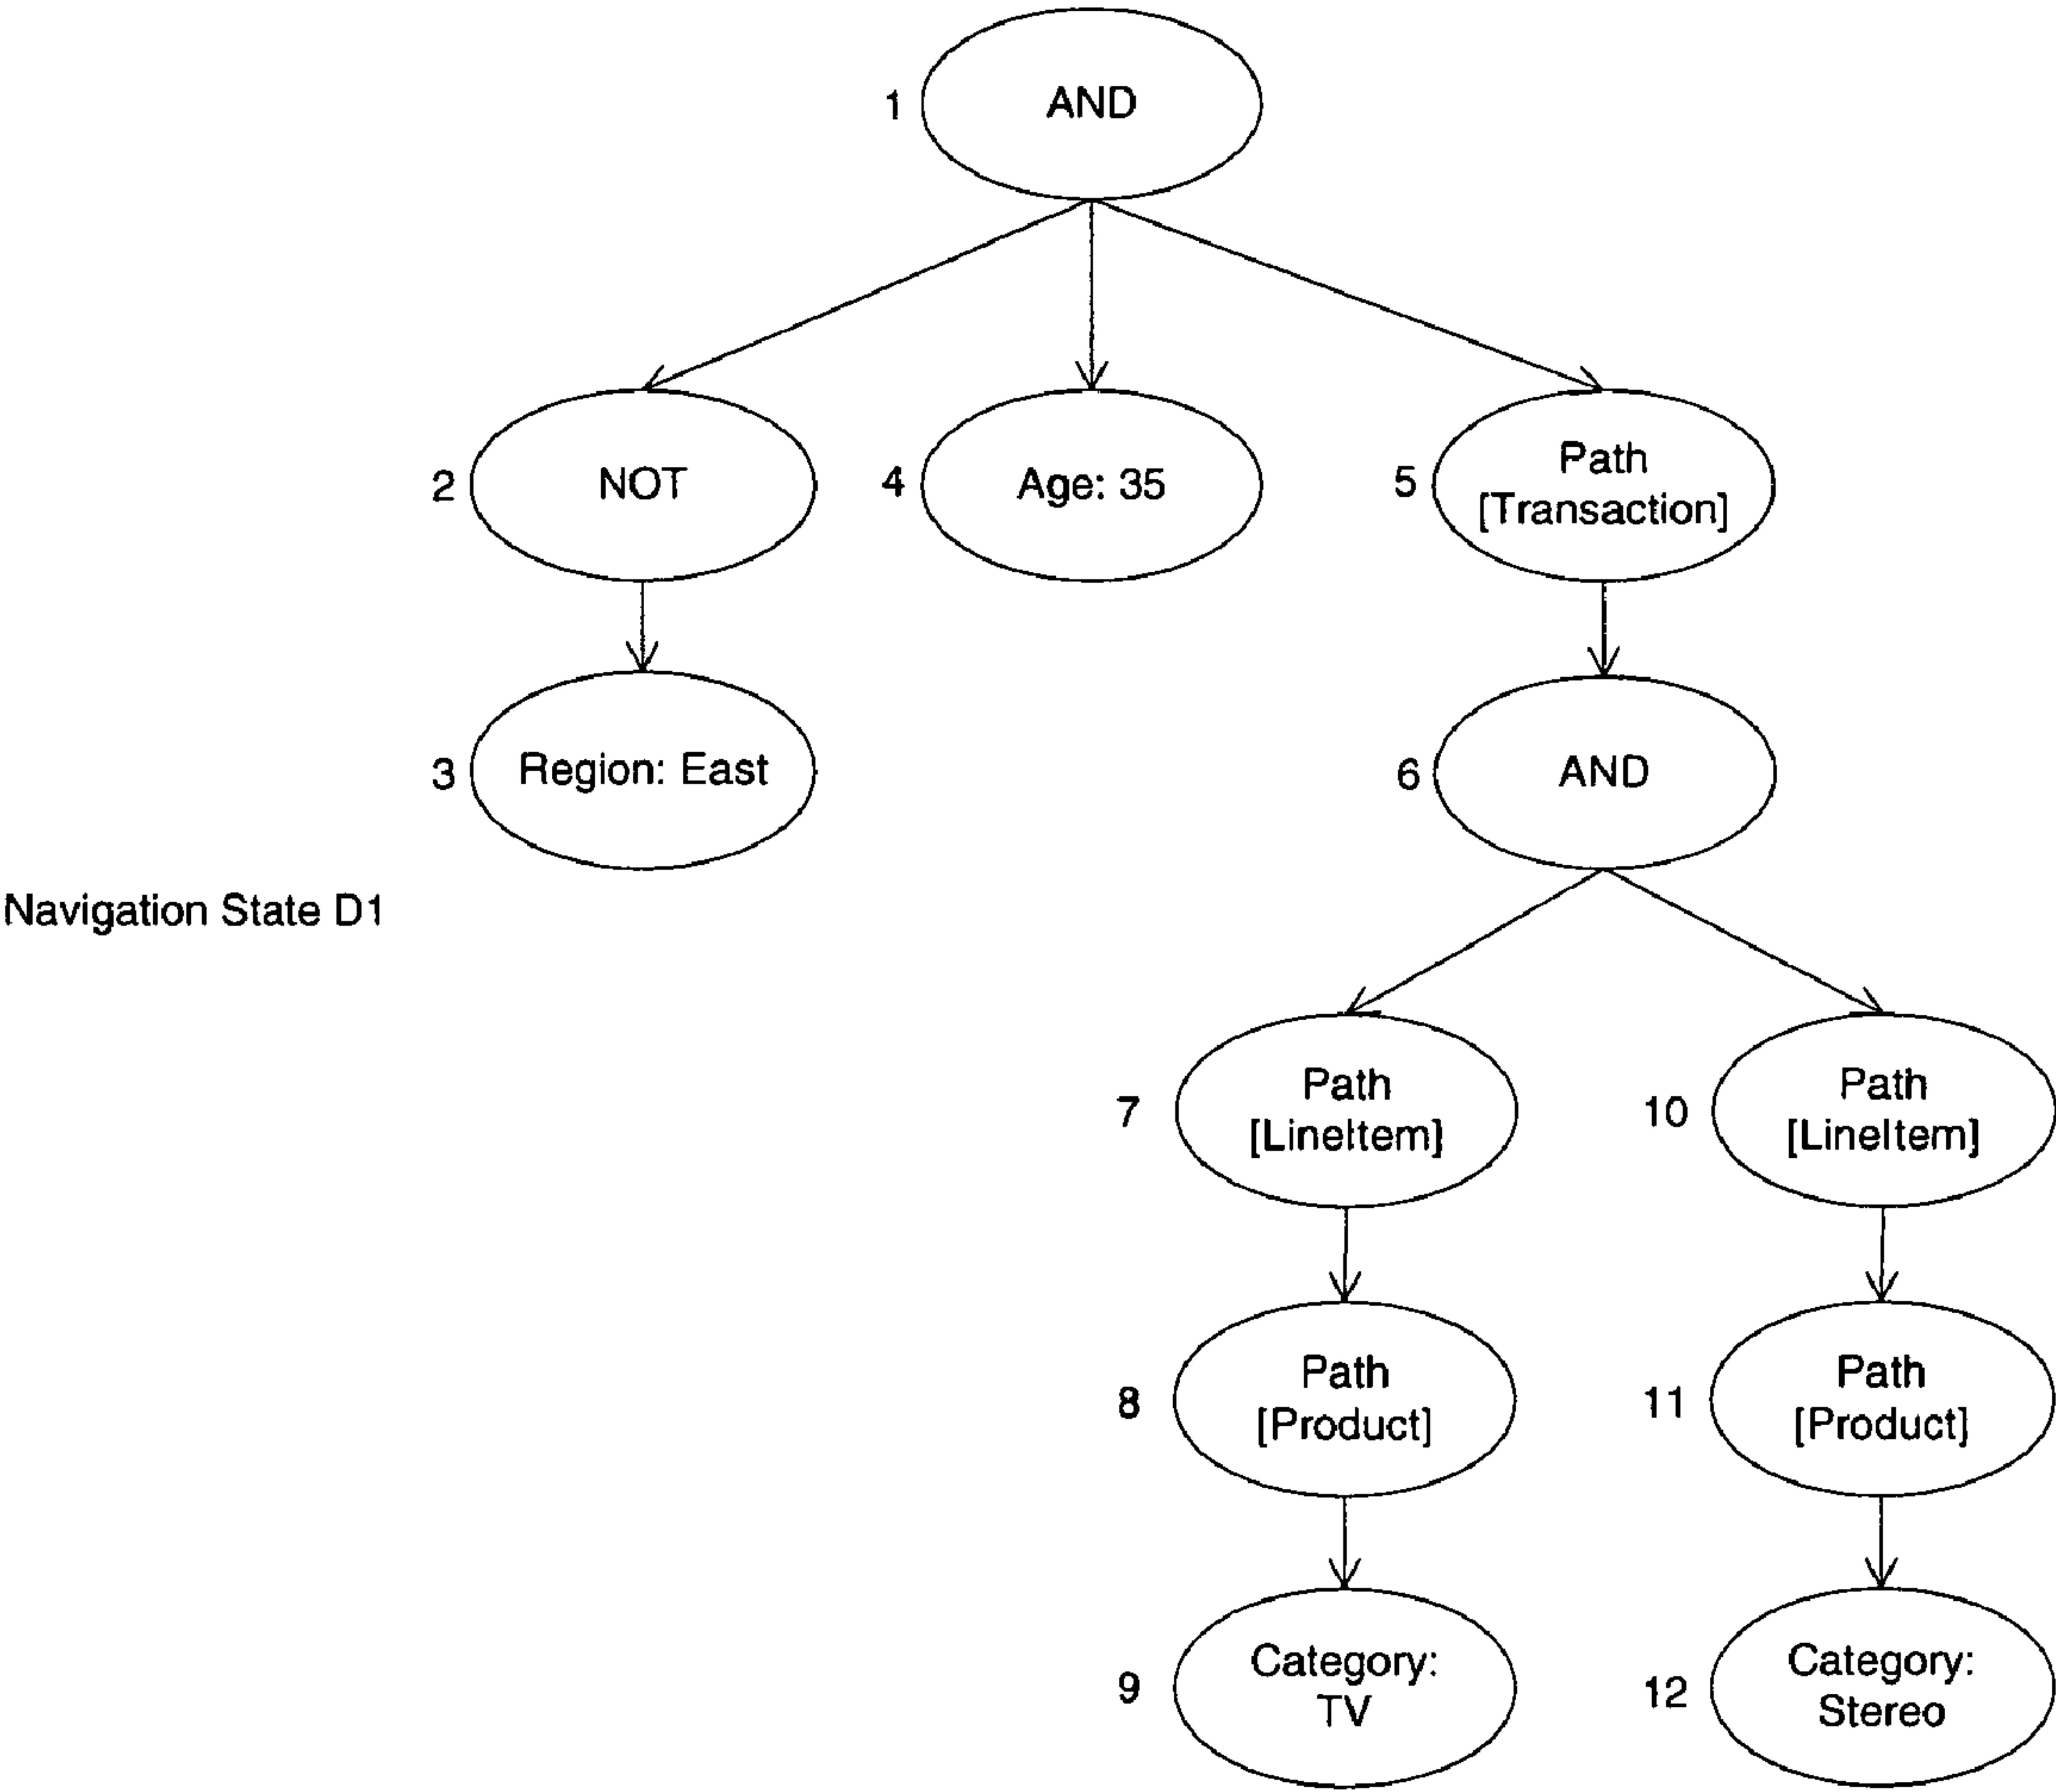 1
AND
2
NOT
4
Age: 35
5
Path
[Transaction]
3
Region: East
6
AND
Navigation State D1
7
Path
[LineItem]
10
Path
[LineItem]
8
Path
[Product]
11
Path
[Product]
9
Category:
TV
12
Category:
Stereo